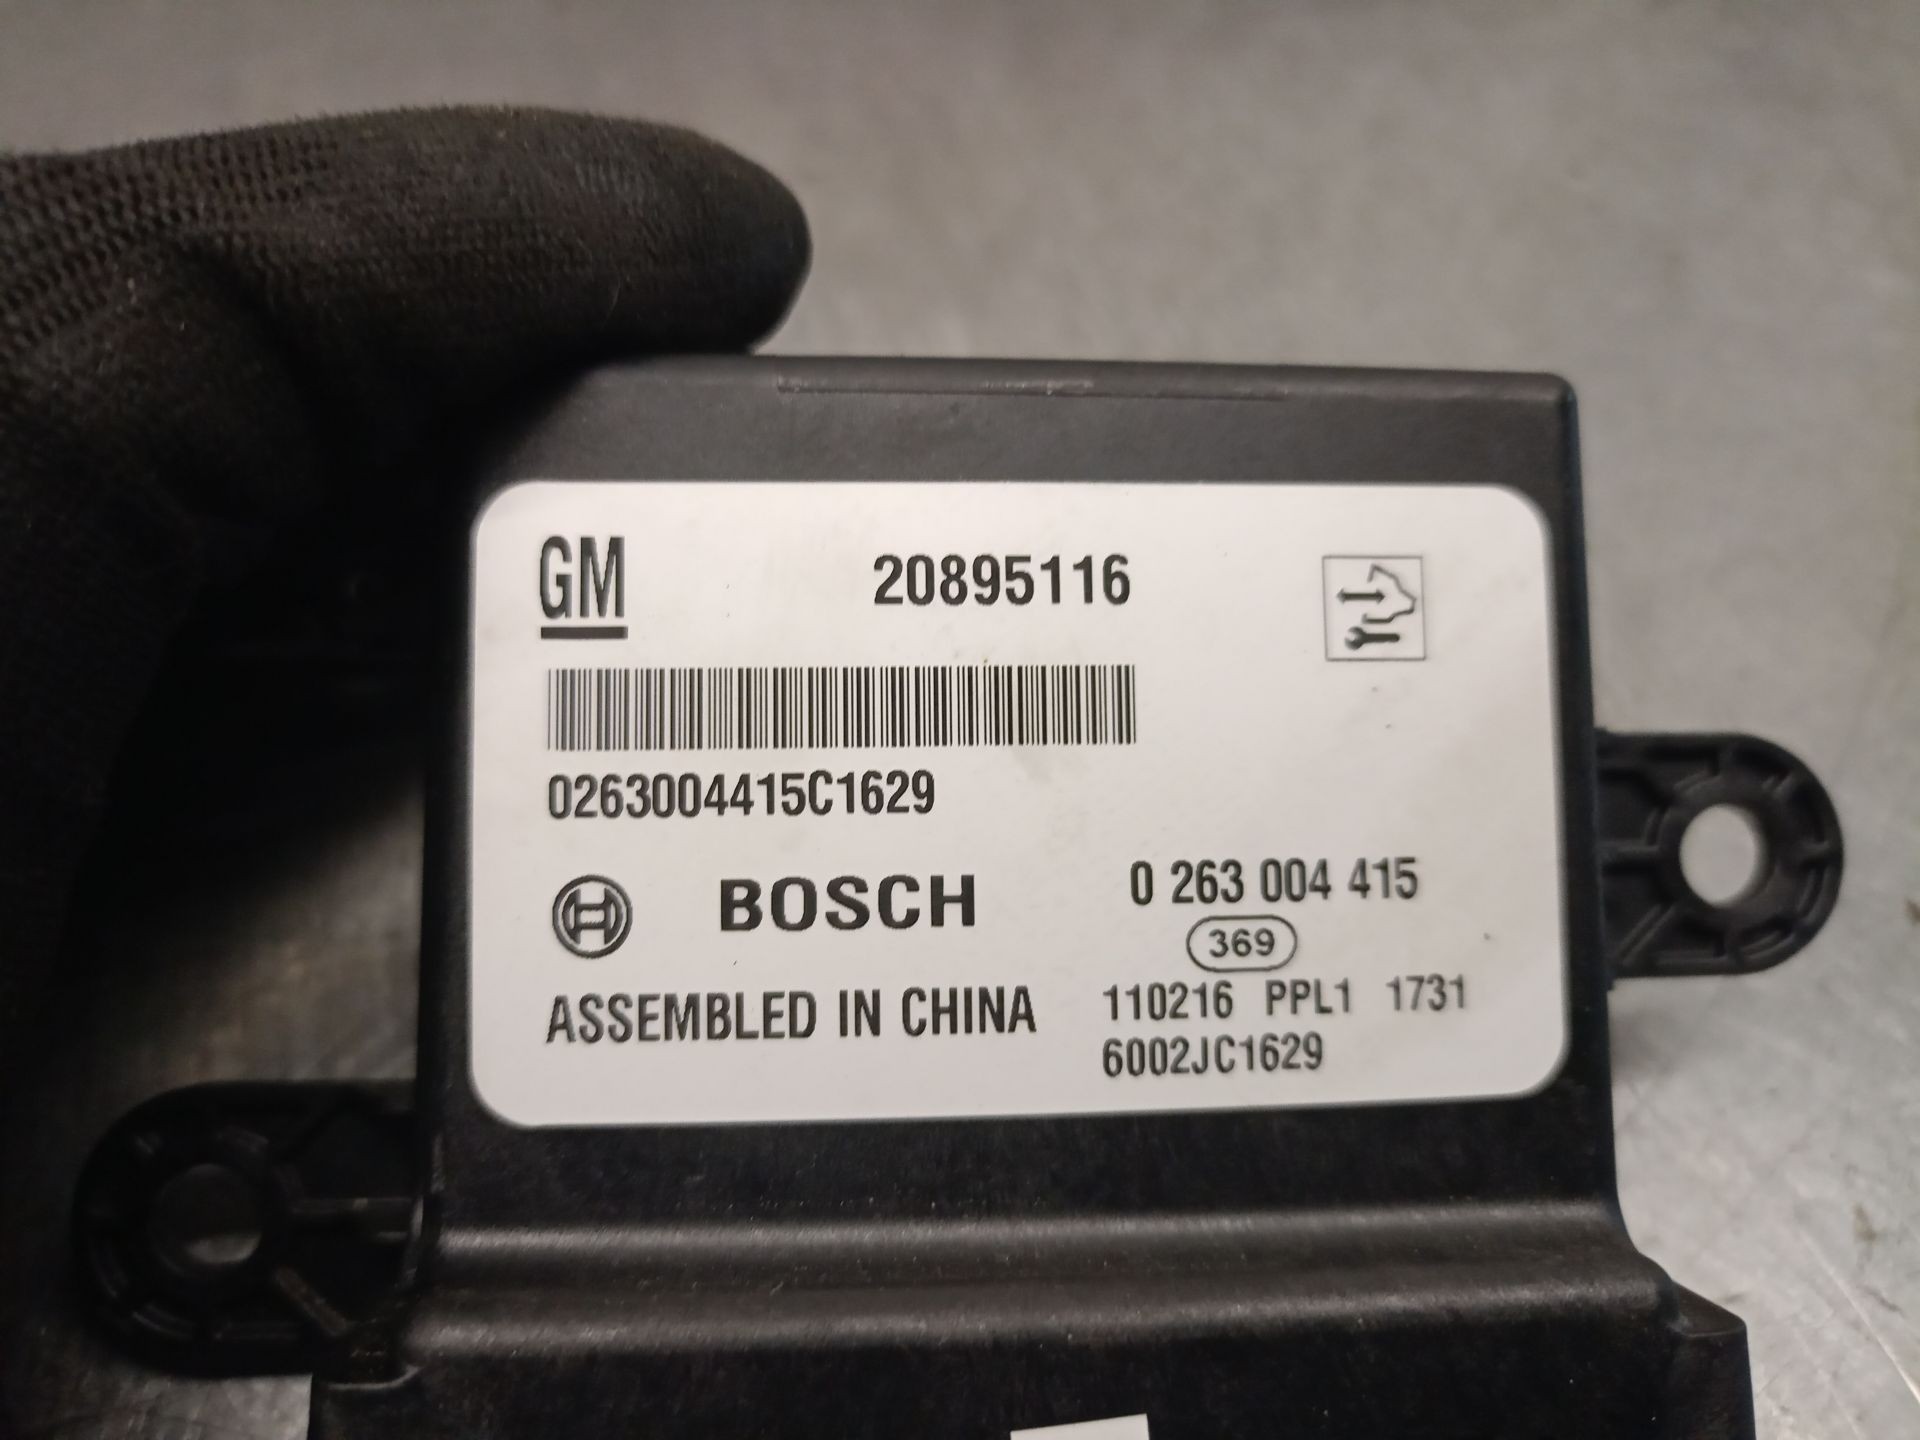 GM 20895116
0263004415C1629
BOSCH 0 263 004 415
369
ASSEMBLED IN CHINA 110216 PPL1 1731
6002JC1629